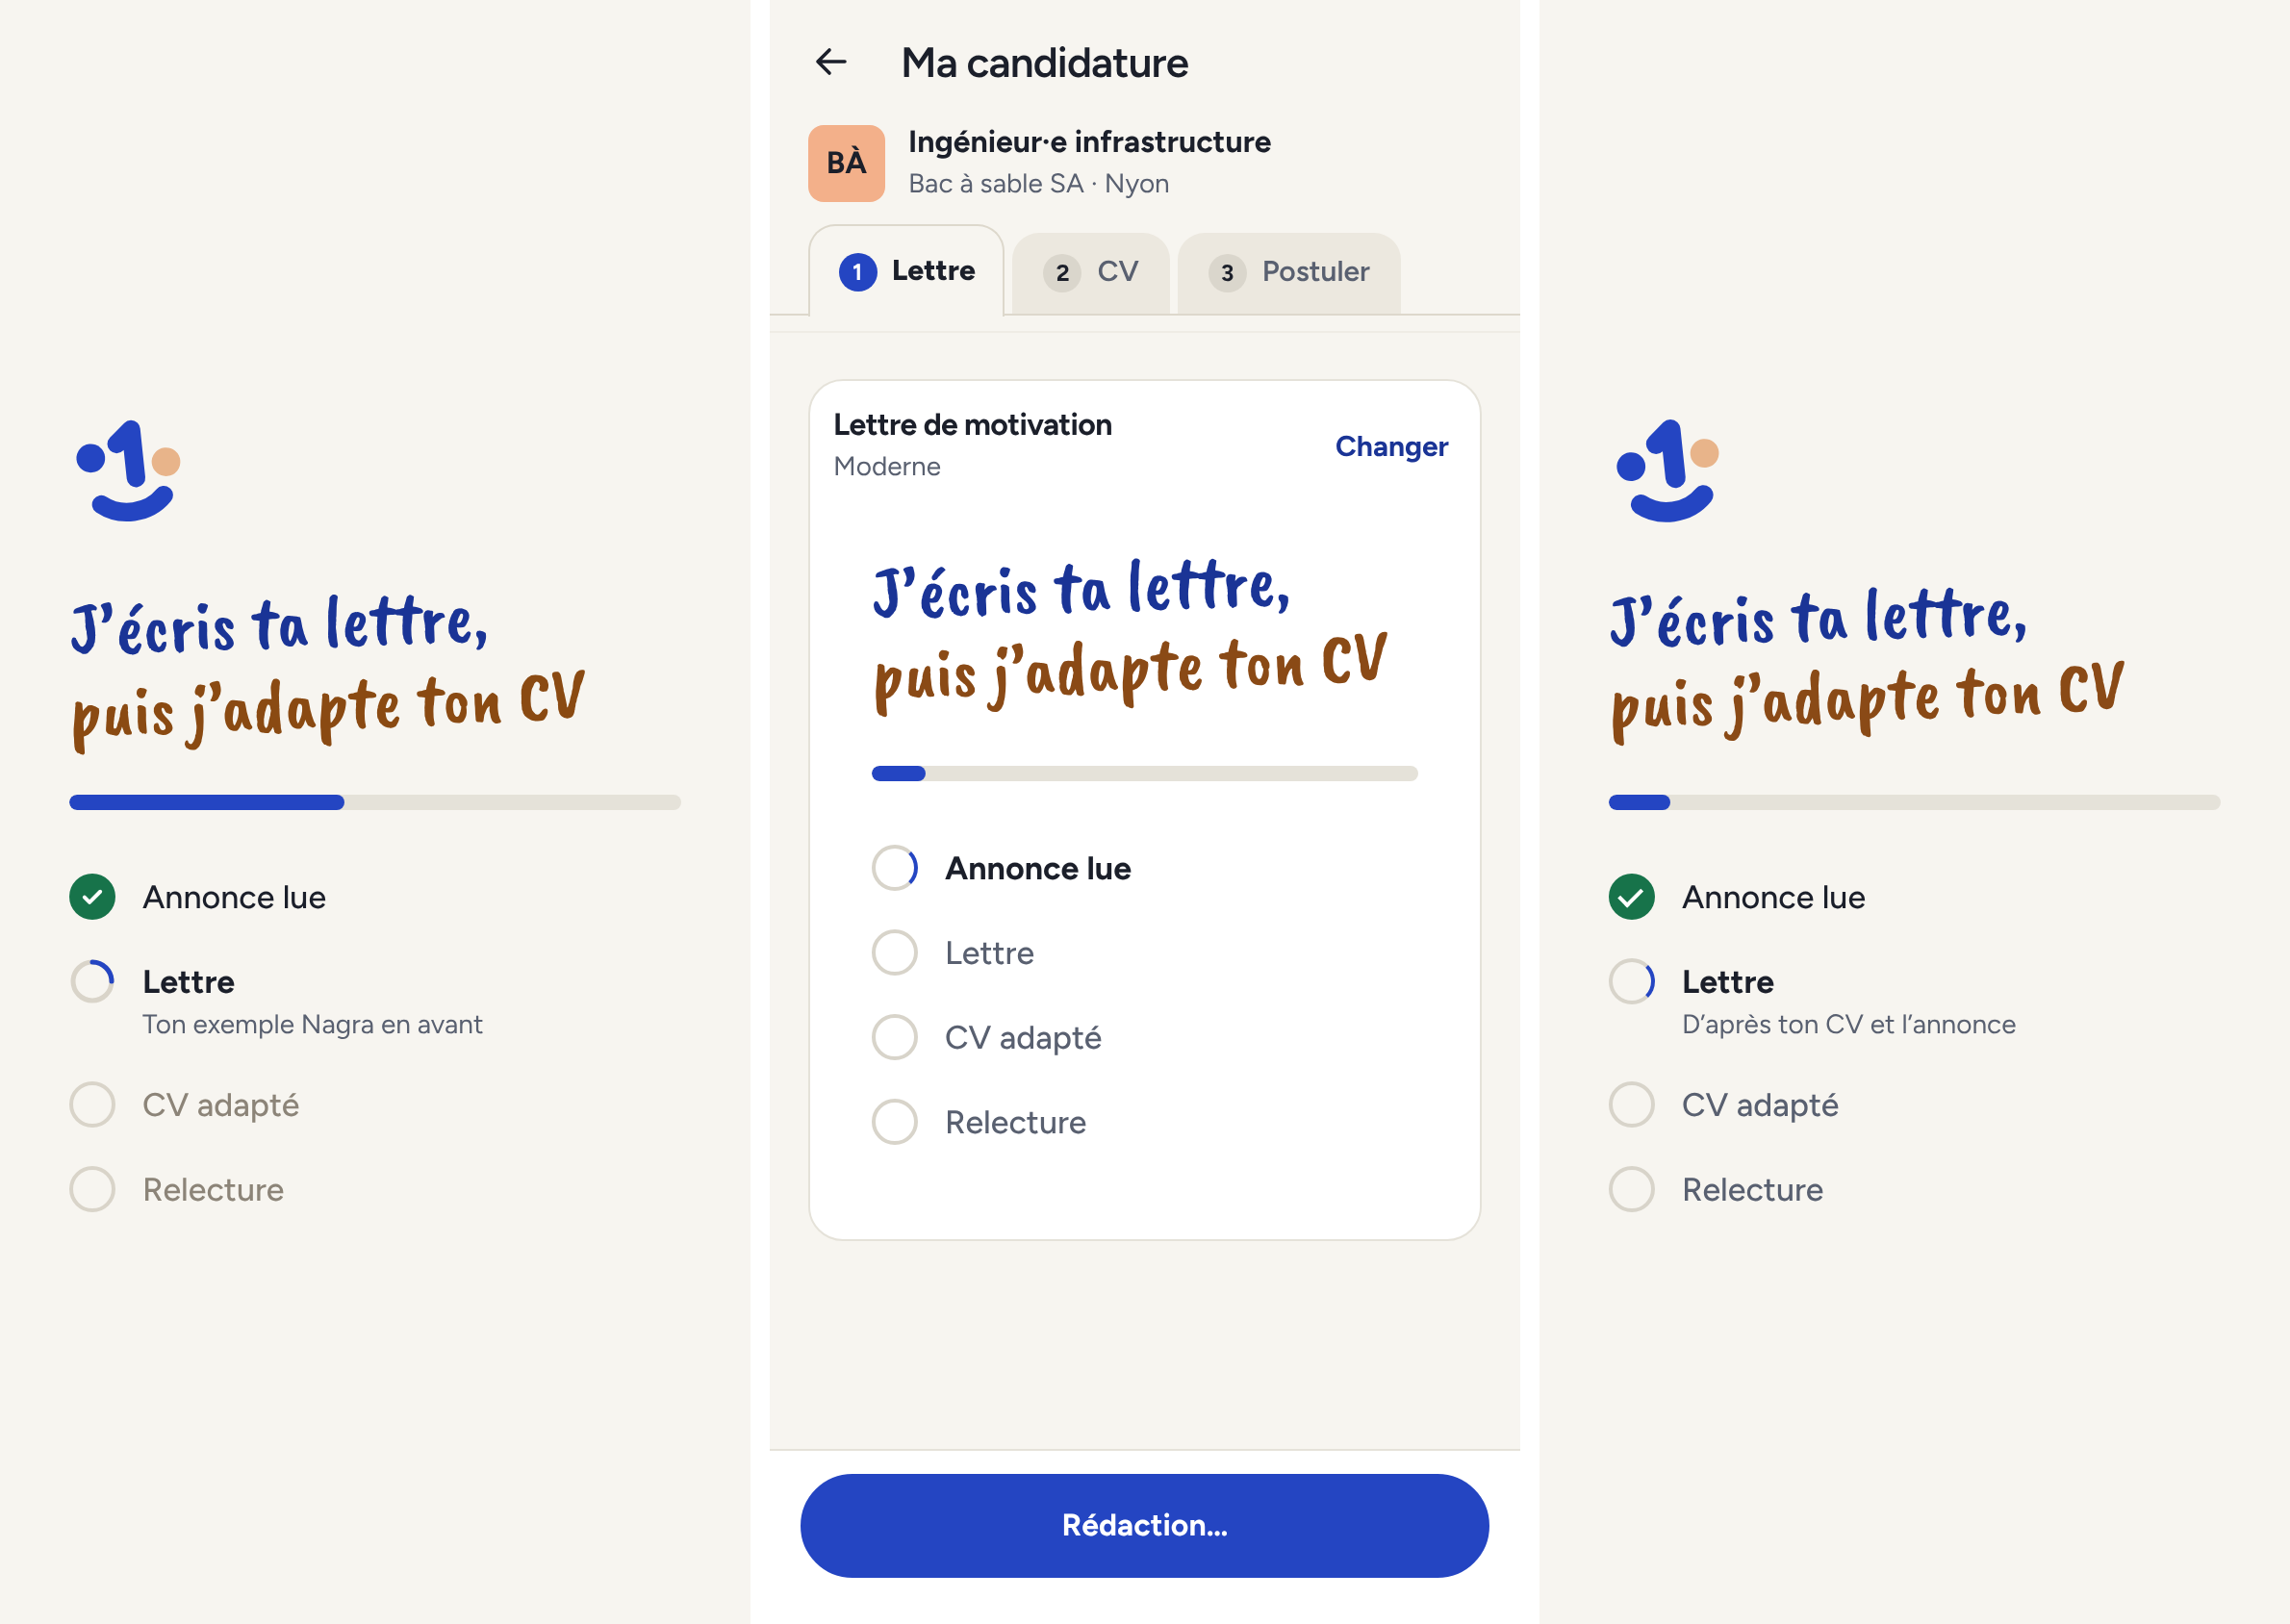 1
J’écris ta lettre,
puis j’adapte ton CV
Annonce lue
Lettre
Ton exemple Nagra en avant
CV adapté
Relecture
Ma candidature
BÀ
Ingénieur·e infrastructure
Bac à sable SA · Nyon
1 Lettre
2 CV
3 Postuler
Lettre de motivation
Moderne
Changer
J’écris ta lettre,
puis j’adapte ton CV
Annonce lue
Lettre
CV adapté
Relecture
Rédaction…
1
J’écris ta lettre,
puis j’adapte ton CV
Annonce lue
Lettre
D’après ton CV et l’annonce
CV adapté
Relecture